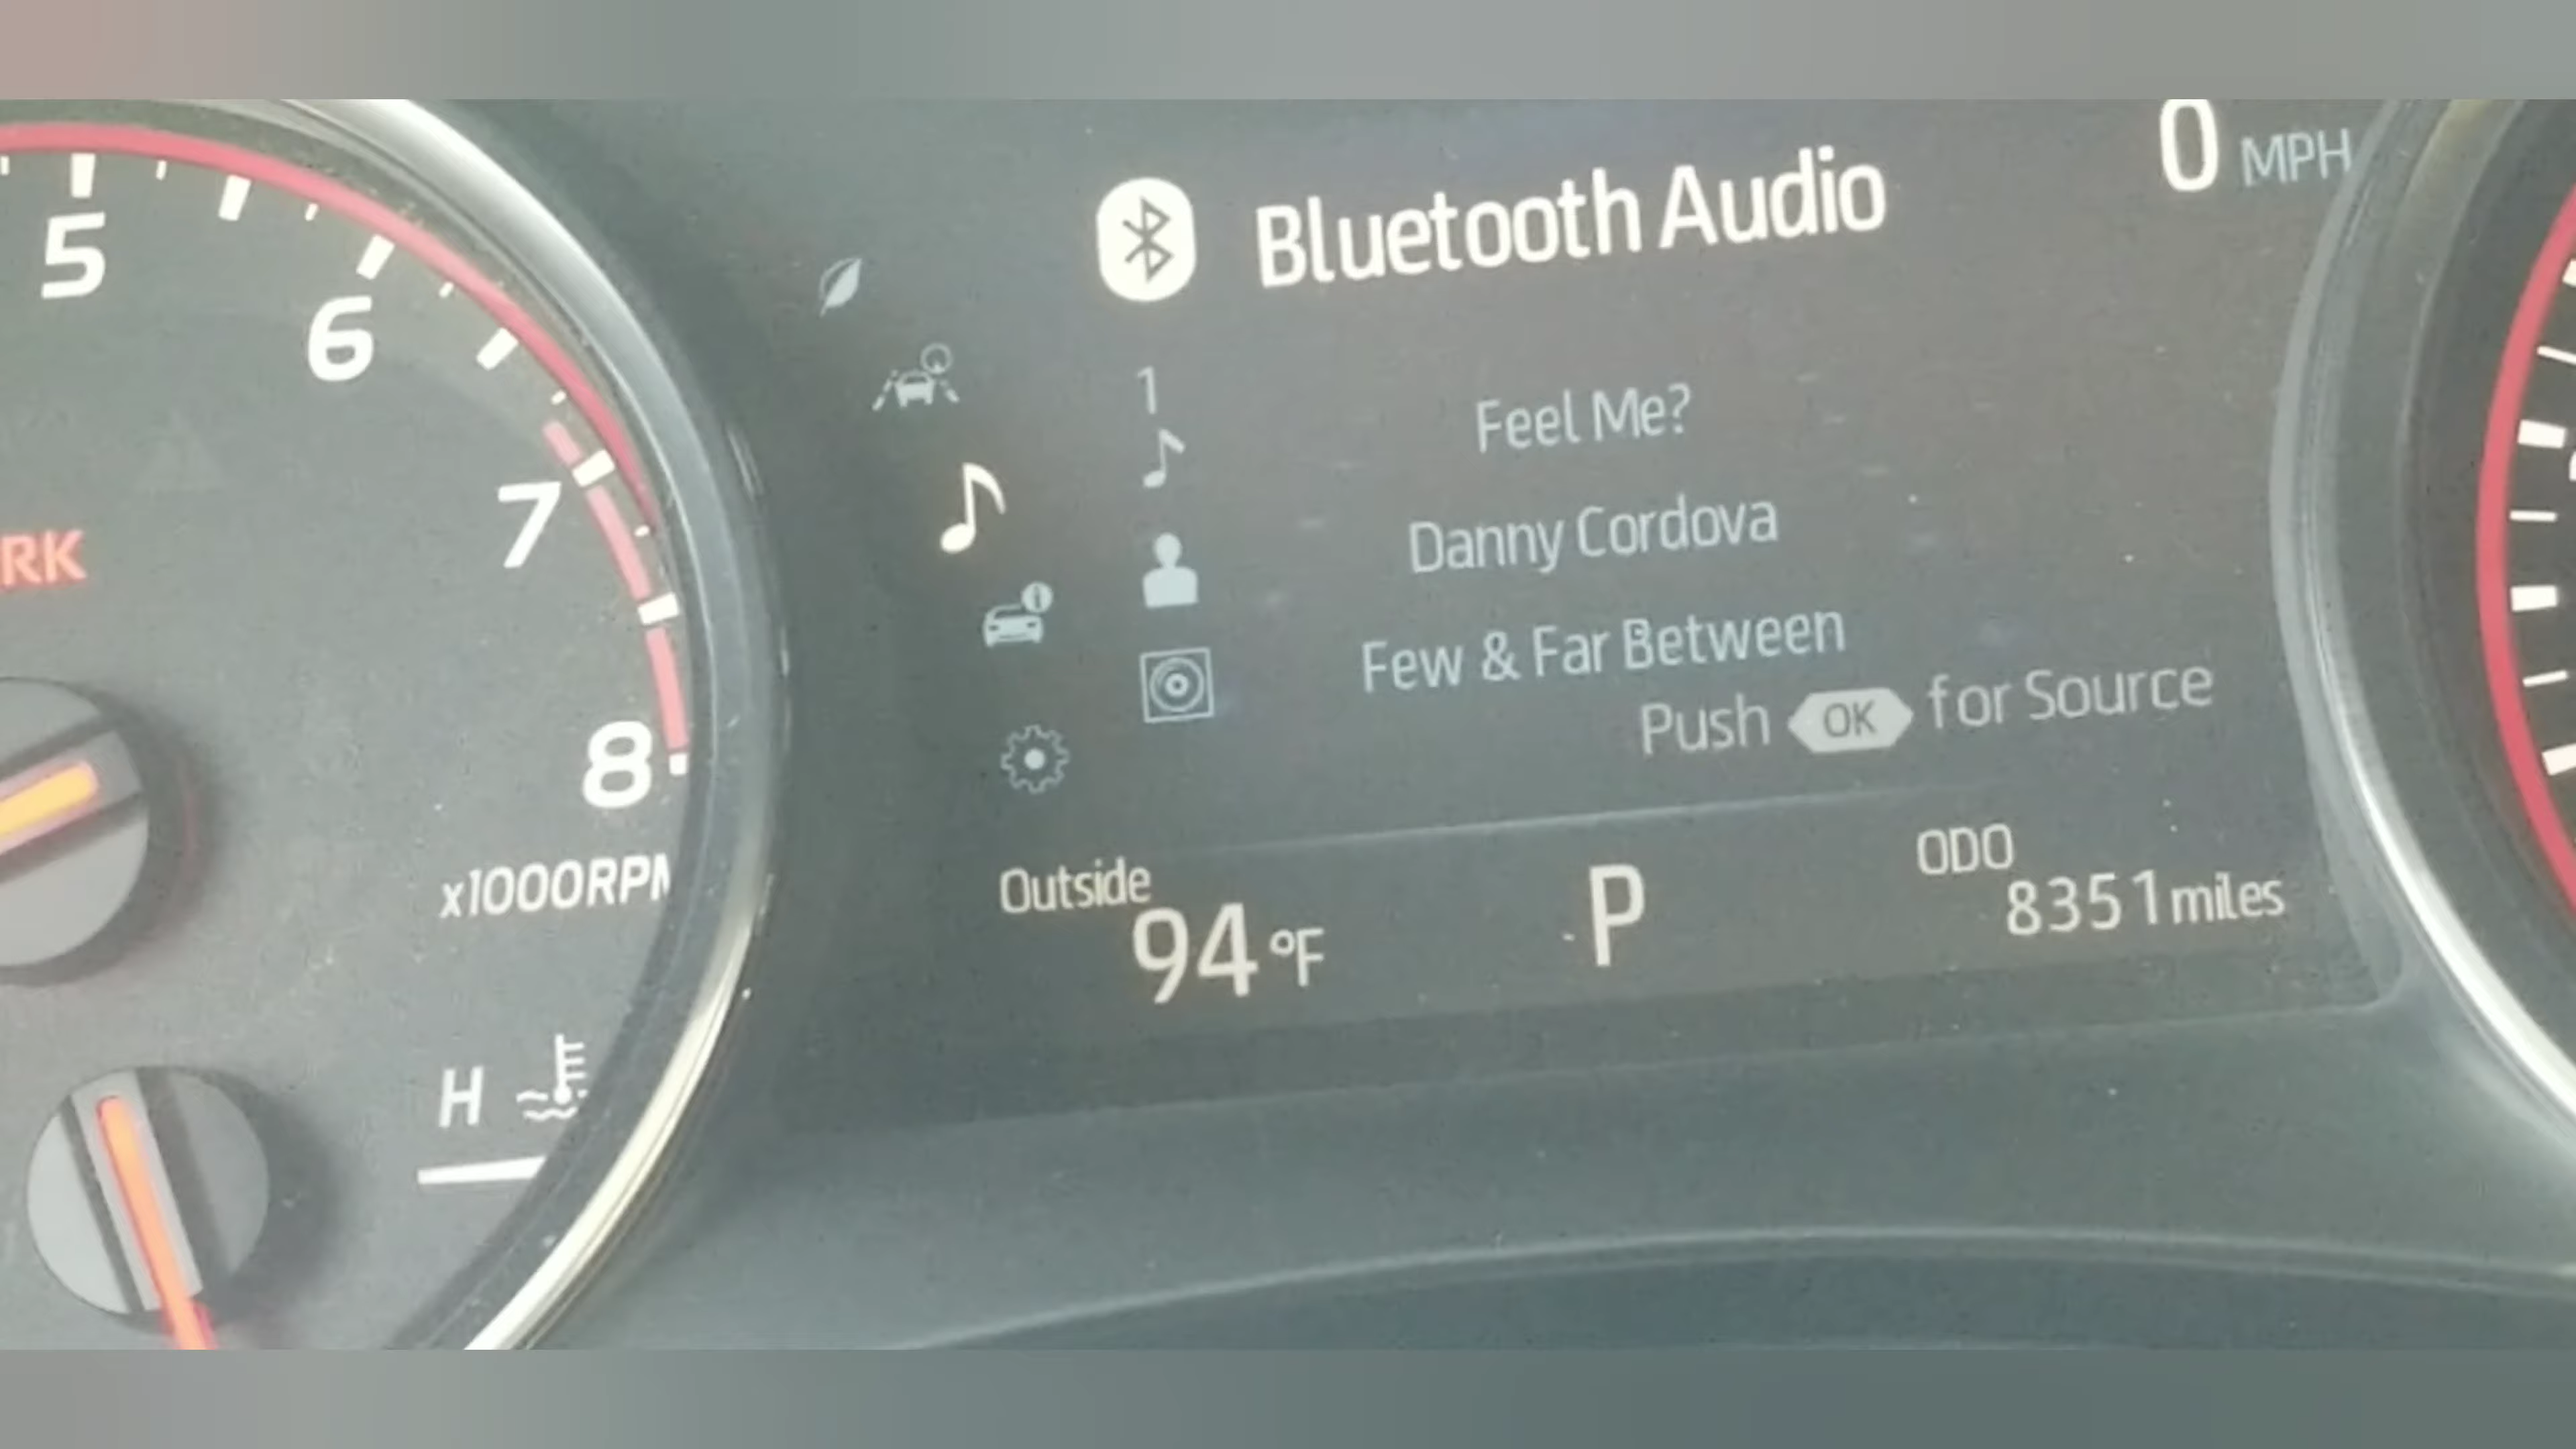 5
6
7
8
RK
x1000RPM
H
0 MPH
Bluetooth Audio
1
Feel Me?
Danny Cordova
Few & Far Between
Push OK for Source
Outside
94 °F
P
ODO
8351 miles